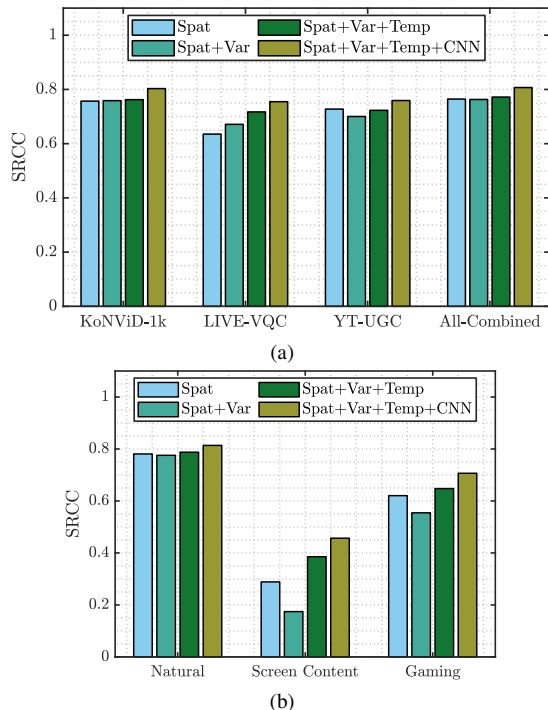 1
Spat
Spat+Var+Temp
Spat+Var
Spat+Var+Temp+CNN
0.8
0.6
0.4
0.2
0
SRCC
KoNViD-1k LIVE-VQC YT-UGC All-Combined
(a)
1
Spat
Spat+Var+Temp
Spat+Var
Spat+Var+Temp+CNN
0.8
0.6
0.4
0.2
0
SRCC
Natural Screen Content Gaming
(b)